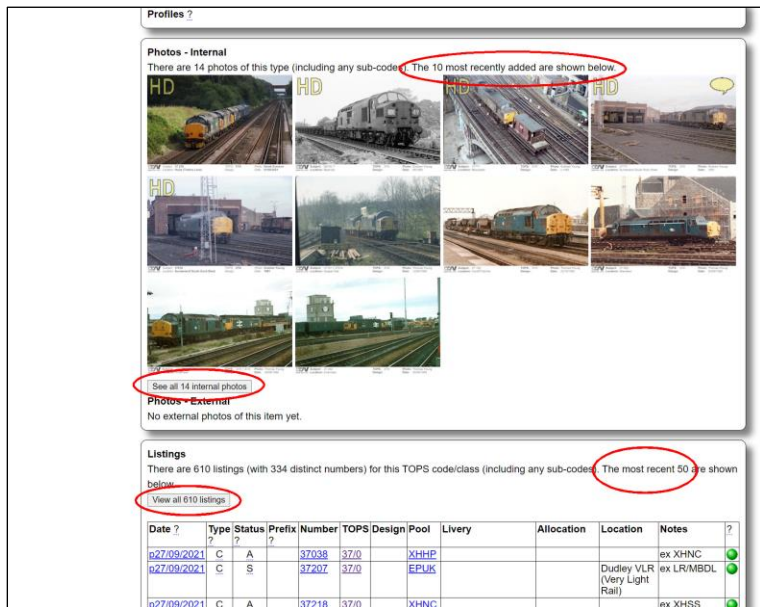 Profiles ?
Photos - Internal
There are 14 photos of this type (including any sub-codes). The 10 most recently added are shown below.
HD
HD
HD
HD
HD
See all 14 internal photos
Photos - External
No external photos of this item yet.
Listings
There are 610 listings (with 334 distinct numbers) for this TOPS code/class (including any sub-codes). The most recent 50 are shown
below.
View all 610 listings
Date ? Type ? Status ? Prefix ? Number TOPS Design Pool Livery Allocation Location Notes ?
p27/09/2021 C A 37038 37/0 XHHP ex XHNC
p27/09/2021 C S 37207 37/0 EPUK Dudley VLR (Very Light Rail) ex LR/MBDL
p27/09/2021 C A 37218 37/0 XHNC ex XHSS